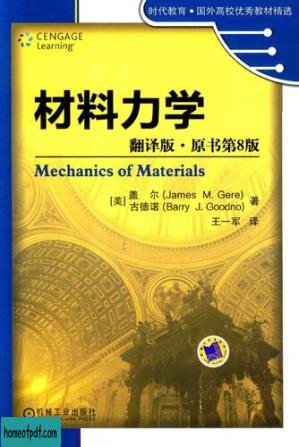 CENGAGE
Learning™
时代教育·国外高校优秀教材精选
材料力学
翻译版·原书第8版
Mechanics of Materials
[美] 盖 尔 (James M. Gere) 著
古德诺 (Barry J. Goodno)
王一军 译
机械工业出版社
homeofpdf.com